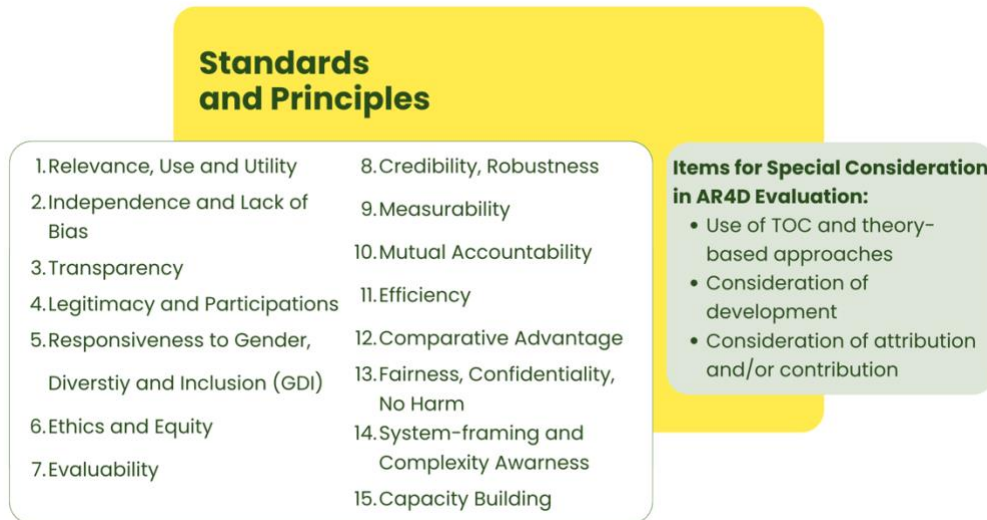 Standards
and Principles
1.Relevance, Use and Utility
2.Independence and Lack of
Bias
3.Transparency
4.Legitimacy and Participations
5.Responsiveness to Gender,
Diverstiy and Inclusion (GDI)
6.Ethics and Equity
7.Evaluability
8.Credibility, Robustness
9.Measurability
10.Mutual Accountability
11.Efficiency
12.Comparative Advantage
13.Fairness, Confidentiality,
No Harm
14.System-framing and
Complexity Awarness
15.Capacity Building
Items for Special Consideration
in AR4D Evaluation:
• Use of TOC and theory-
based approaches
• Consideration of
development
• Consideration of attribution
and/or contribution